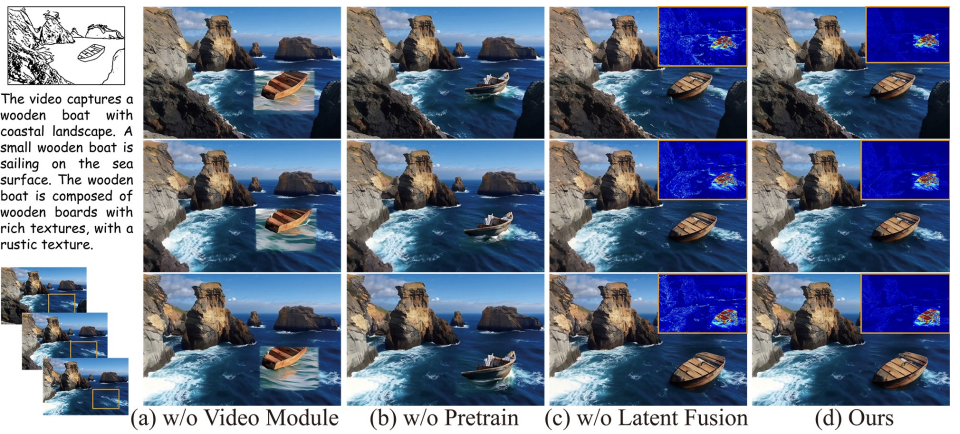 The video captures a
wooden boat with
coastal landscape. A
small wooden boat is
sailing on the sea
surface. The wooden
boat is composed of
wooden boards with
rich textures, with a
rustic texture.
(a) w/o Video Module
(b) w/o Pretrain
(c) w/o Latent Fusion
(d) Ours